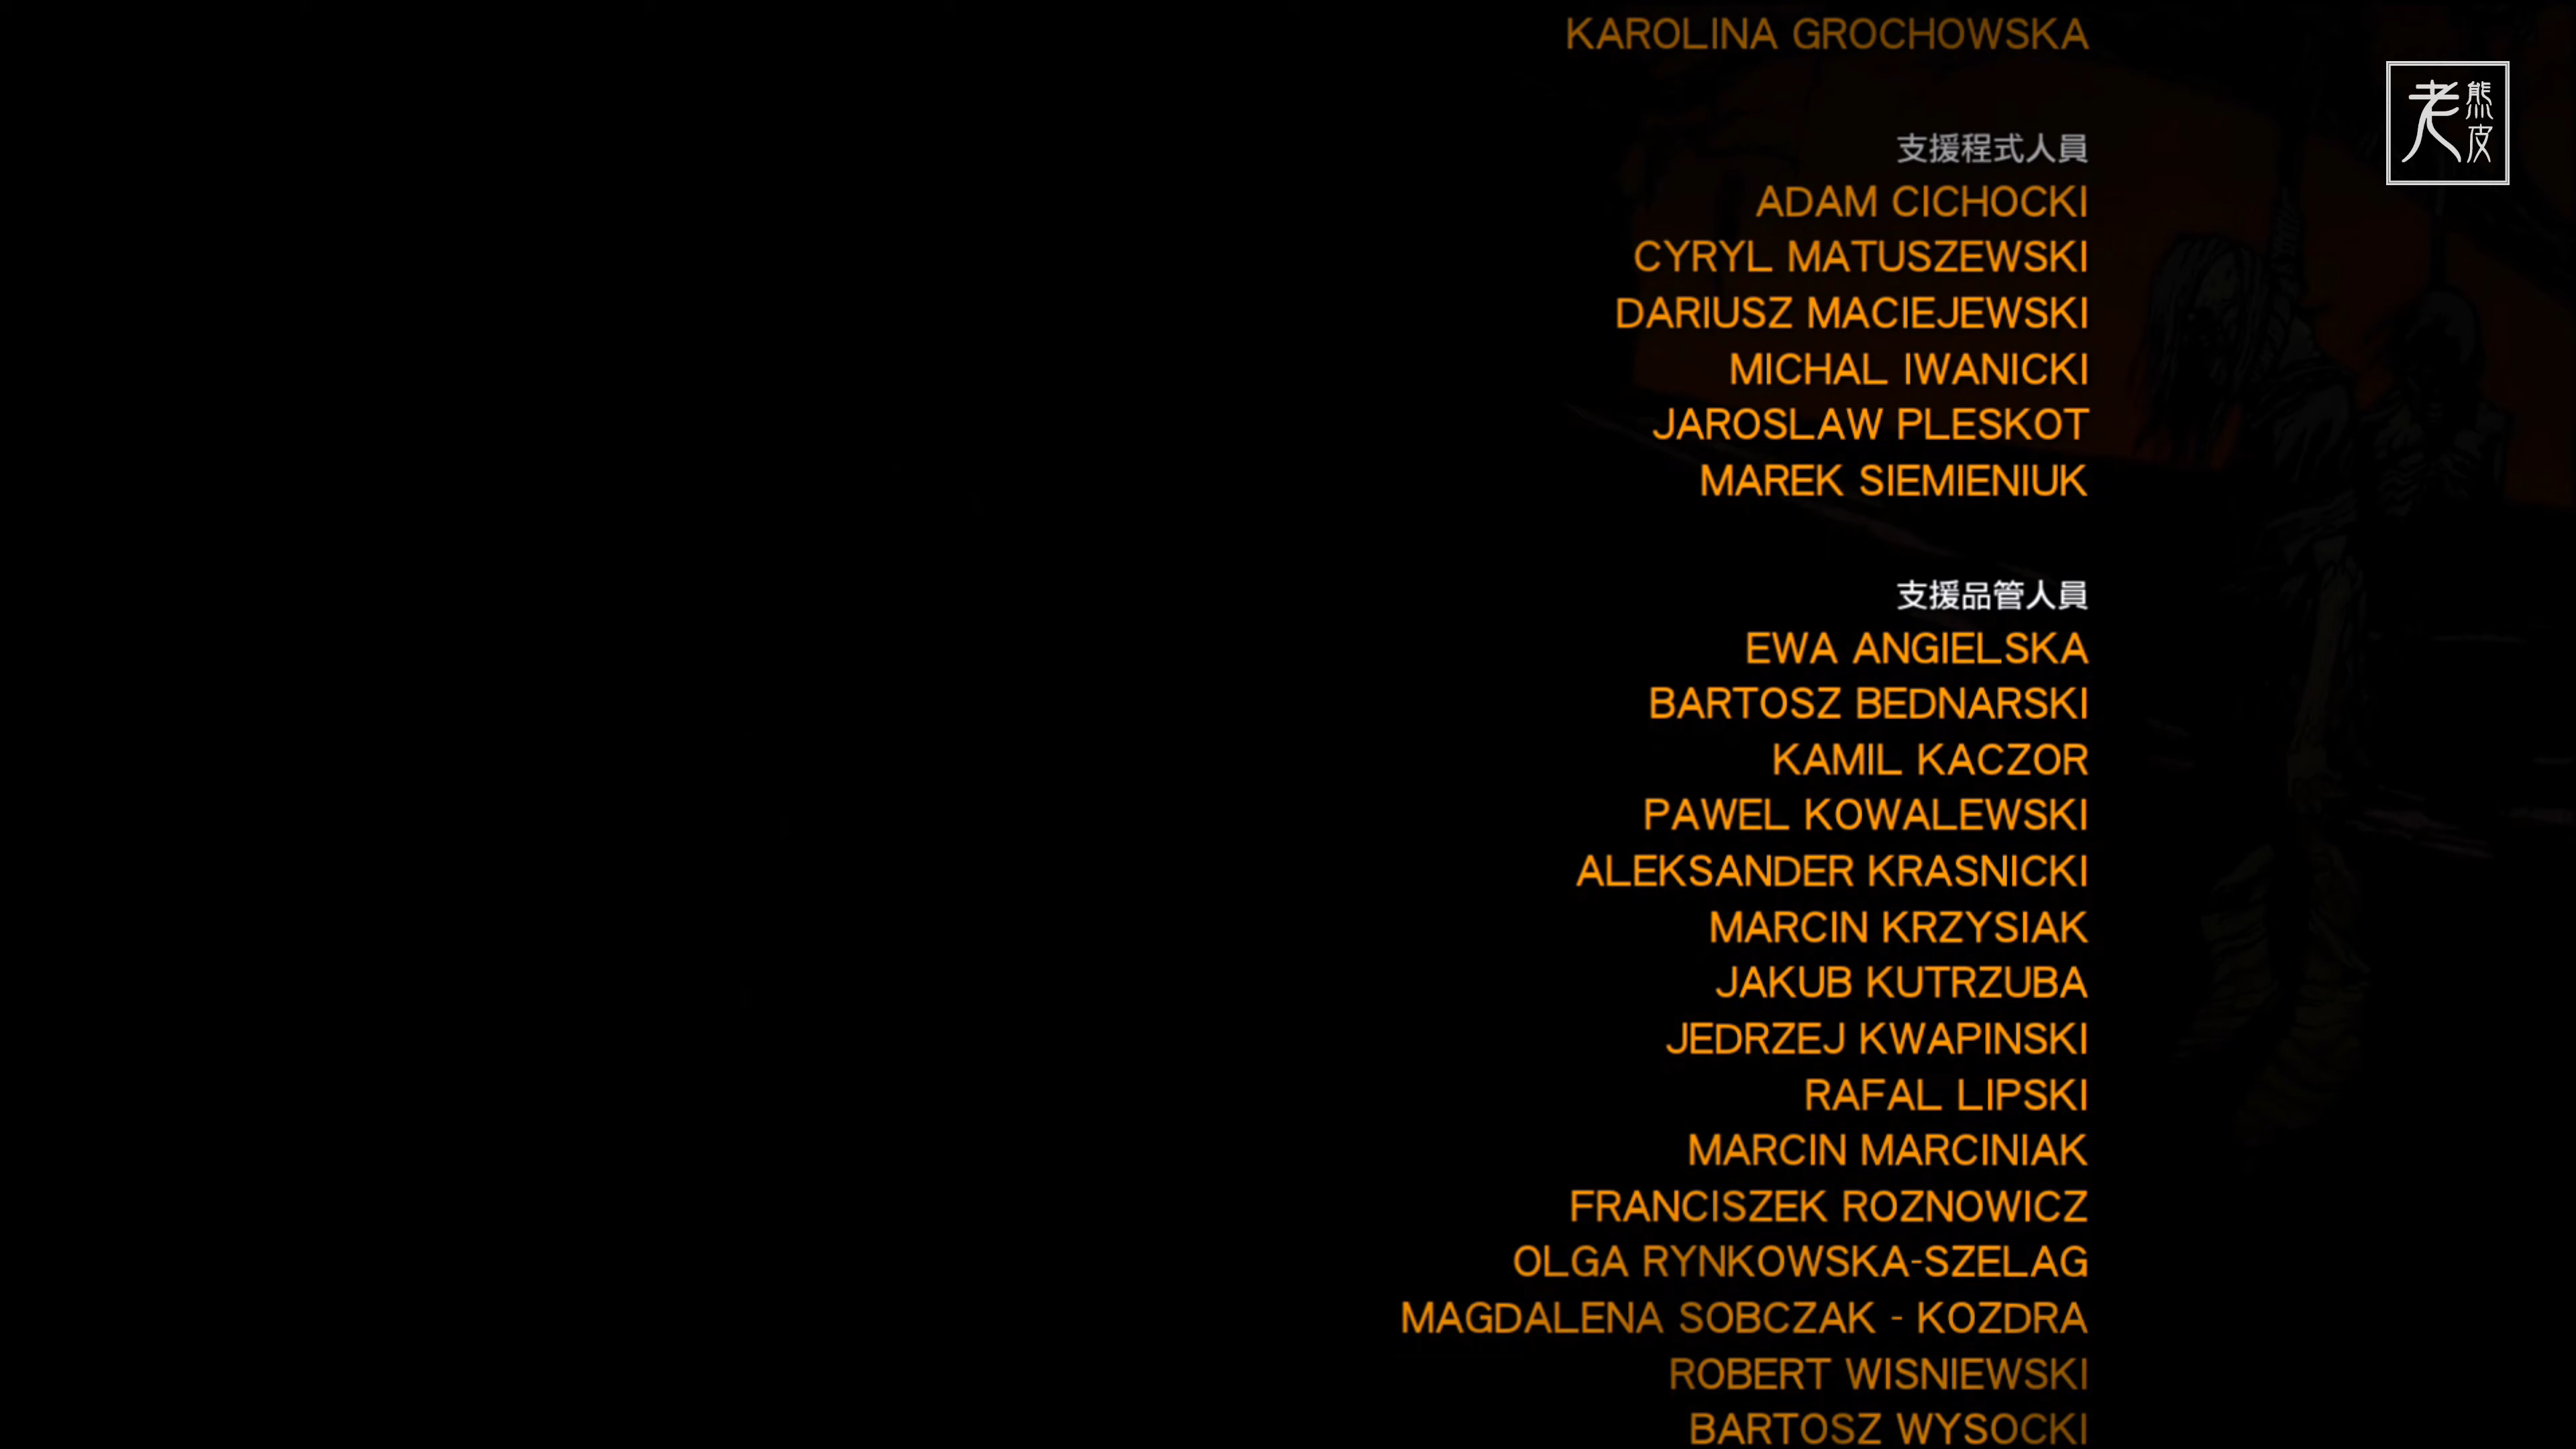 KAROLINA GROCHOWSKA
老熊皮
支援程式人員
ADAM CICHOCKI
CYRYL MATUSZEWSKI
DARIUSZ MACIEJEWSKI
MICHAL IWANICKI
JAROSLAW PLESKOT
MAREK SIEMIENIUK
支援品管人員
EWA ANGIELSKA
BARTOSZ BEDNARSKI
KAMIL KACZOR
PAWEL KOWALEWSKI
ALEKSANDER KRASNICKI
MARCIN KRZYSIAK
JAKUB KUTRZUBA
JEDRZEJ KWAPINSKI
RAFAL LIPSKI
MARCIN MARCINIAK
FRANCISZEK ROZNOWICZ
OLGA RYNKOWSKA-SZELAG
MAGDALENA SOBCZAK - KOZDRA
ROBERT WISNIEWSKI
BARTOSZ WYSOCKI